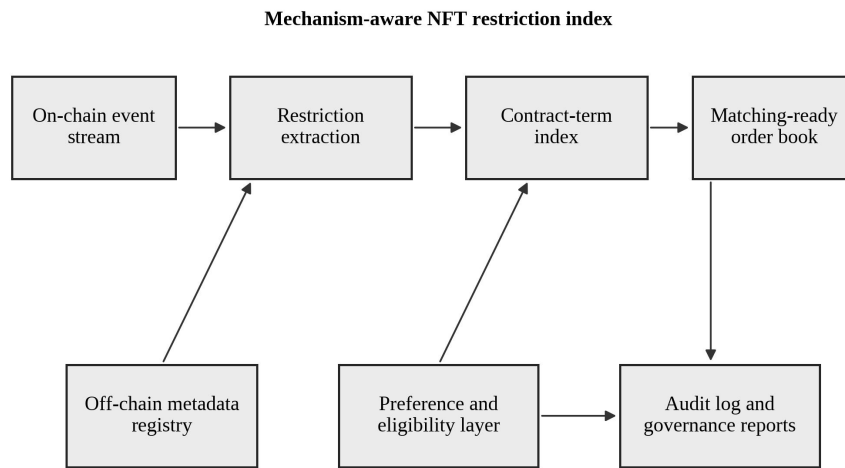 Mechanism-aware NFT restriction index
On-chain event
stream
Restriction
extraction
Contract-term
index
Matching-ready
order book
Off-chain metadata
registry
Preference and
eligibility layer
Audit log and
governance reports